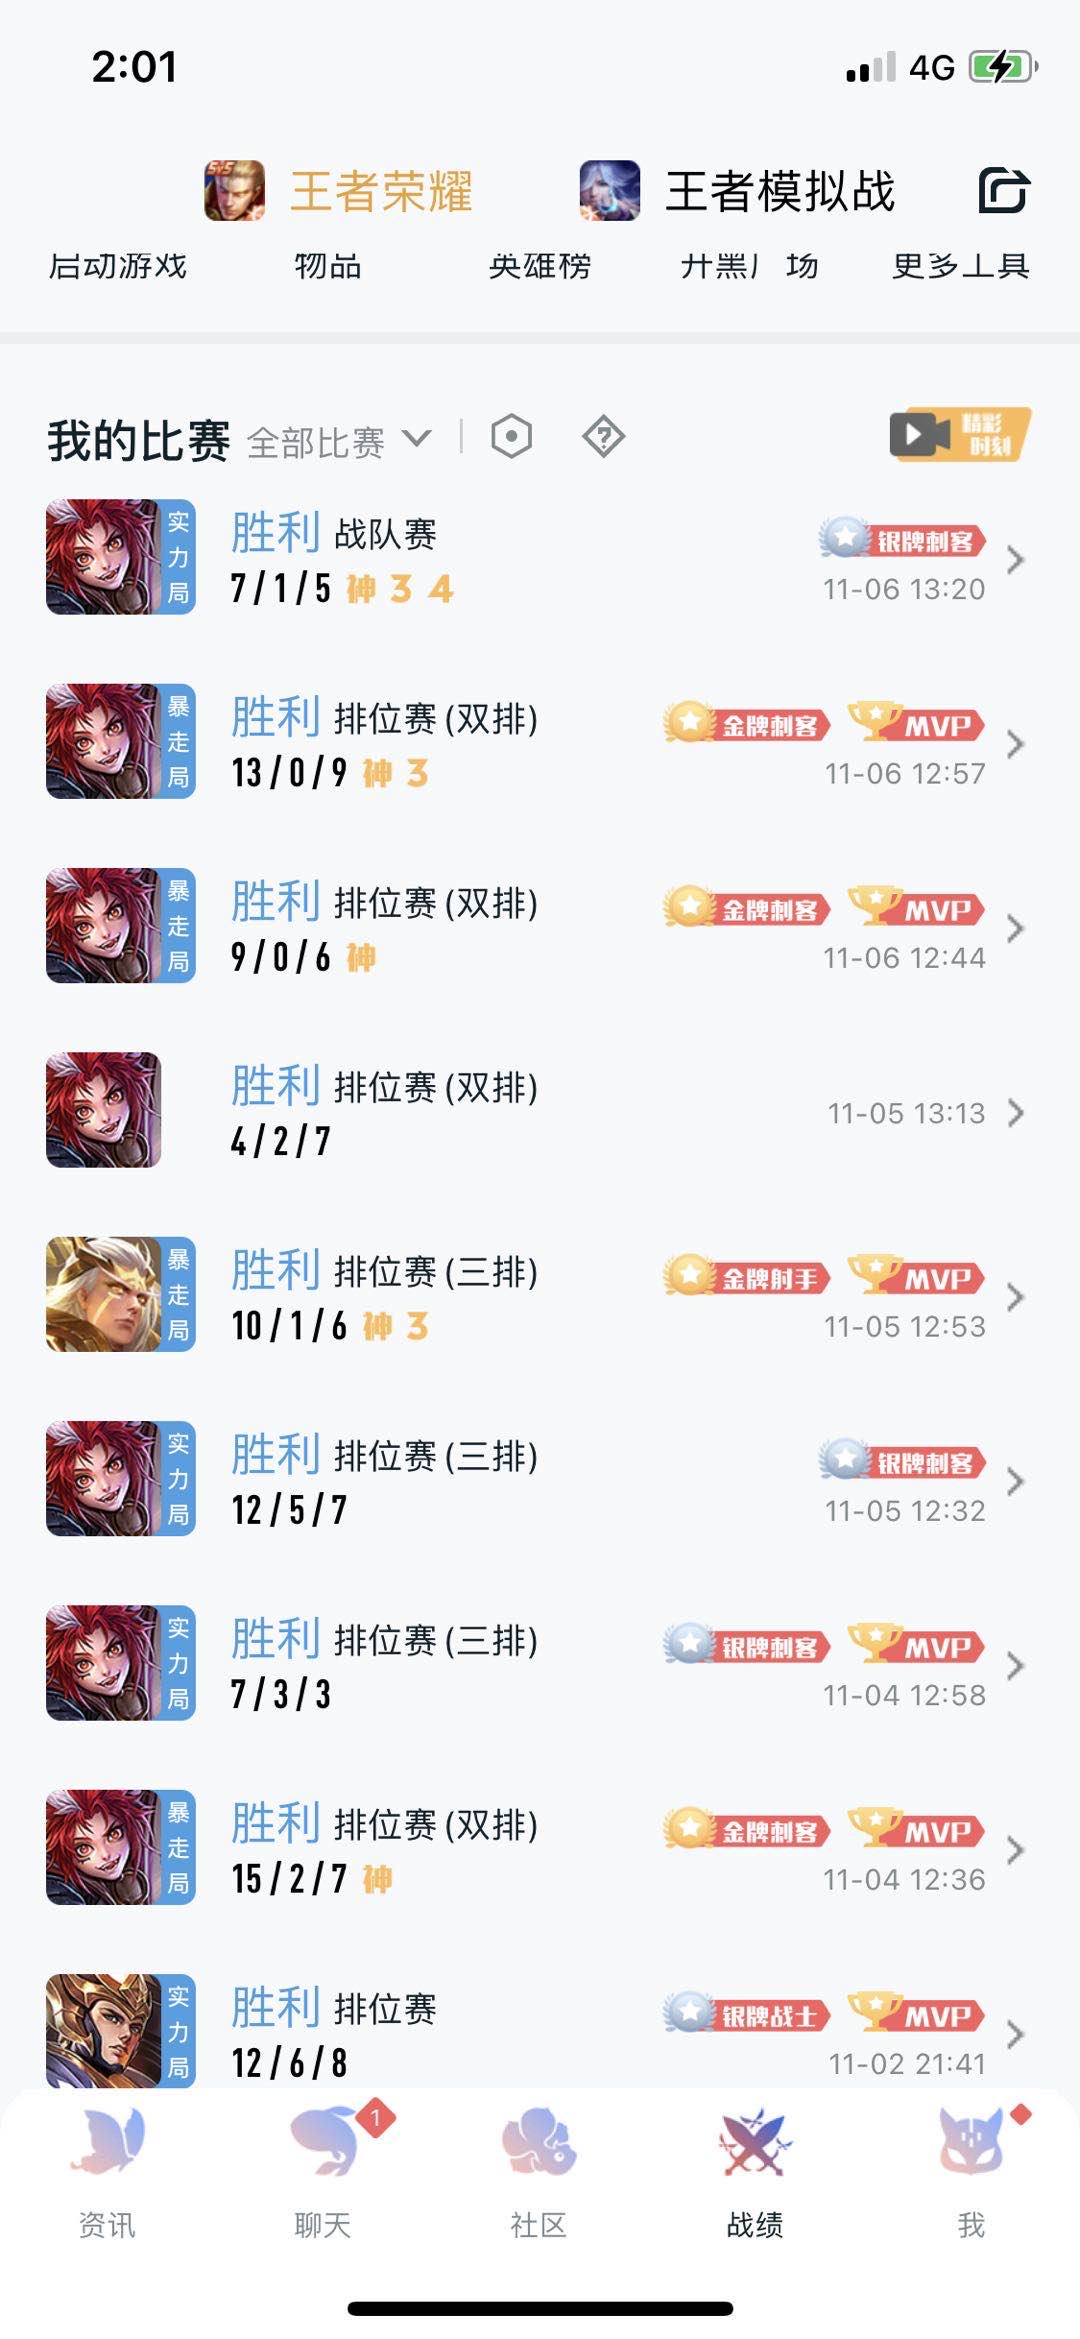 2:01 4G
5V5 王者荣耀 王者模拟战
启动游戏 物品 英雄榜 开黑广场 更多工具
我的比赛 全部比赛 精彩时刻
实力局 胜利 战队赛 银牌刺客
7/1/5 神 3 4 11-06 13:20
暴走局 胜利 排位赛(双排) 金牌刺客 MVP
13/0/9 神 3 11-06 12:57
暴走局 胜利 排位赛(双排) 金牌刺客 MVP
9/0/6 神 11-06 12:44
胜利 排位赛(双排) 11-05 13:13
4/2/7
暴走局 胜利 排位赛(三排) 金牌射手 MVP
10/1/6 神 3 11-05 12:53
实力局 胜利 排位赛(三排) 银牌刺客
12/5/7 11-05 12:32
实力局 胜利 排位赛(三排) 银牌刺客 MVP
7/3/3 11-04 12:58
暴走局 胜利 排位赛(双排) 金牌刺客 MVP
15/2/7 神 11-04 12:36
实力局 胜利 排位赛 银牌战士 MVP
12/6/8 11-02 21:41
1
资讯 聊天 社区 战绩 我